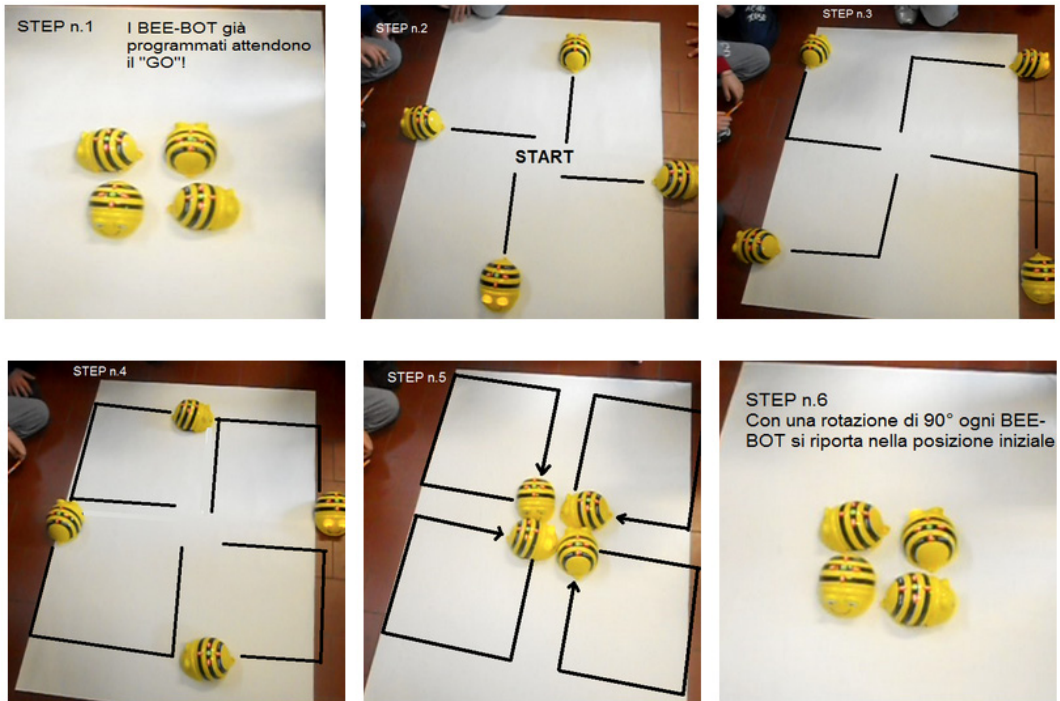 STEP n.1
I BEE-BOT già
programmati attendono
il "GO"!
STEP n.2
START
STEP n.3
STEP n.4
STEP n.5
STEP n.6
Con una rotazione di 90° ogni BEE-
BOT si riporta nella posizione iniziale